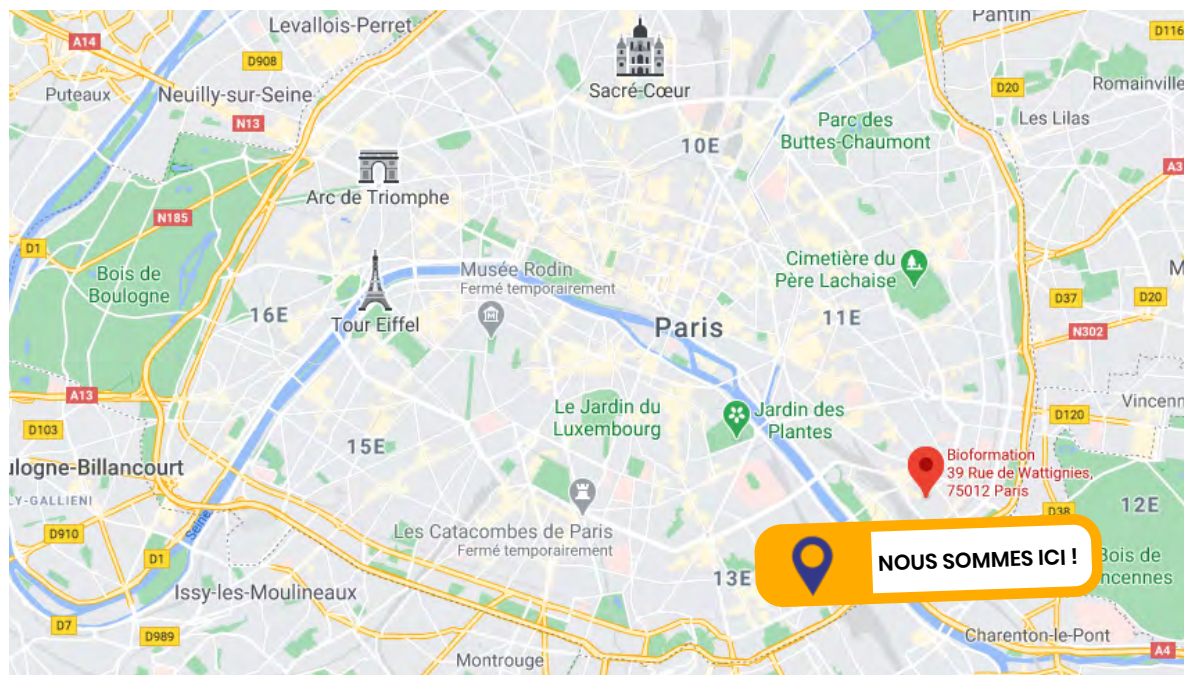 Levallois-Perret
Pantin
A14
D116
D908
Sacré-Cœur
D20
Romainville
Puteaux
Neuilly-sur-Seine
N13
Parc des
Buttes-Chaumont
Les Lilas
10E
A3
Arc de Triomphe
N185
D1
Bois de
Boulogne
Musée Rodin
Fermé temporairement
Cimetière du
Père Lachaise
M
D37
D20
16E
Tour Eiffel
Paris
11E
N302
A13
Le Jardin du
Luxembourg
Jardin des
Plantes
Vincenn
D120
D103
15E
ulogne-Billancourt
Bioformation
39 Rue de Wattignies,
75012 Paris
LY-GALLIENI
12E
D38
Seine
Les Catacombes de Paris
Fermé temporairement
D910
D1
NOUS SOMMES ICI !
Bois de
ncennes
13E
Issy-les-Moulineaux
D7
D989
Charenton-le-Pont
A4
Montrouge